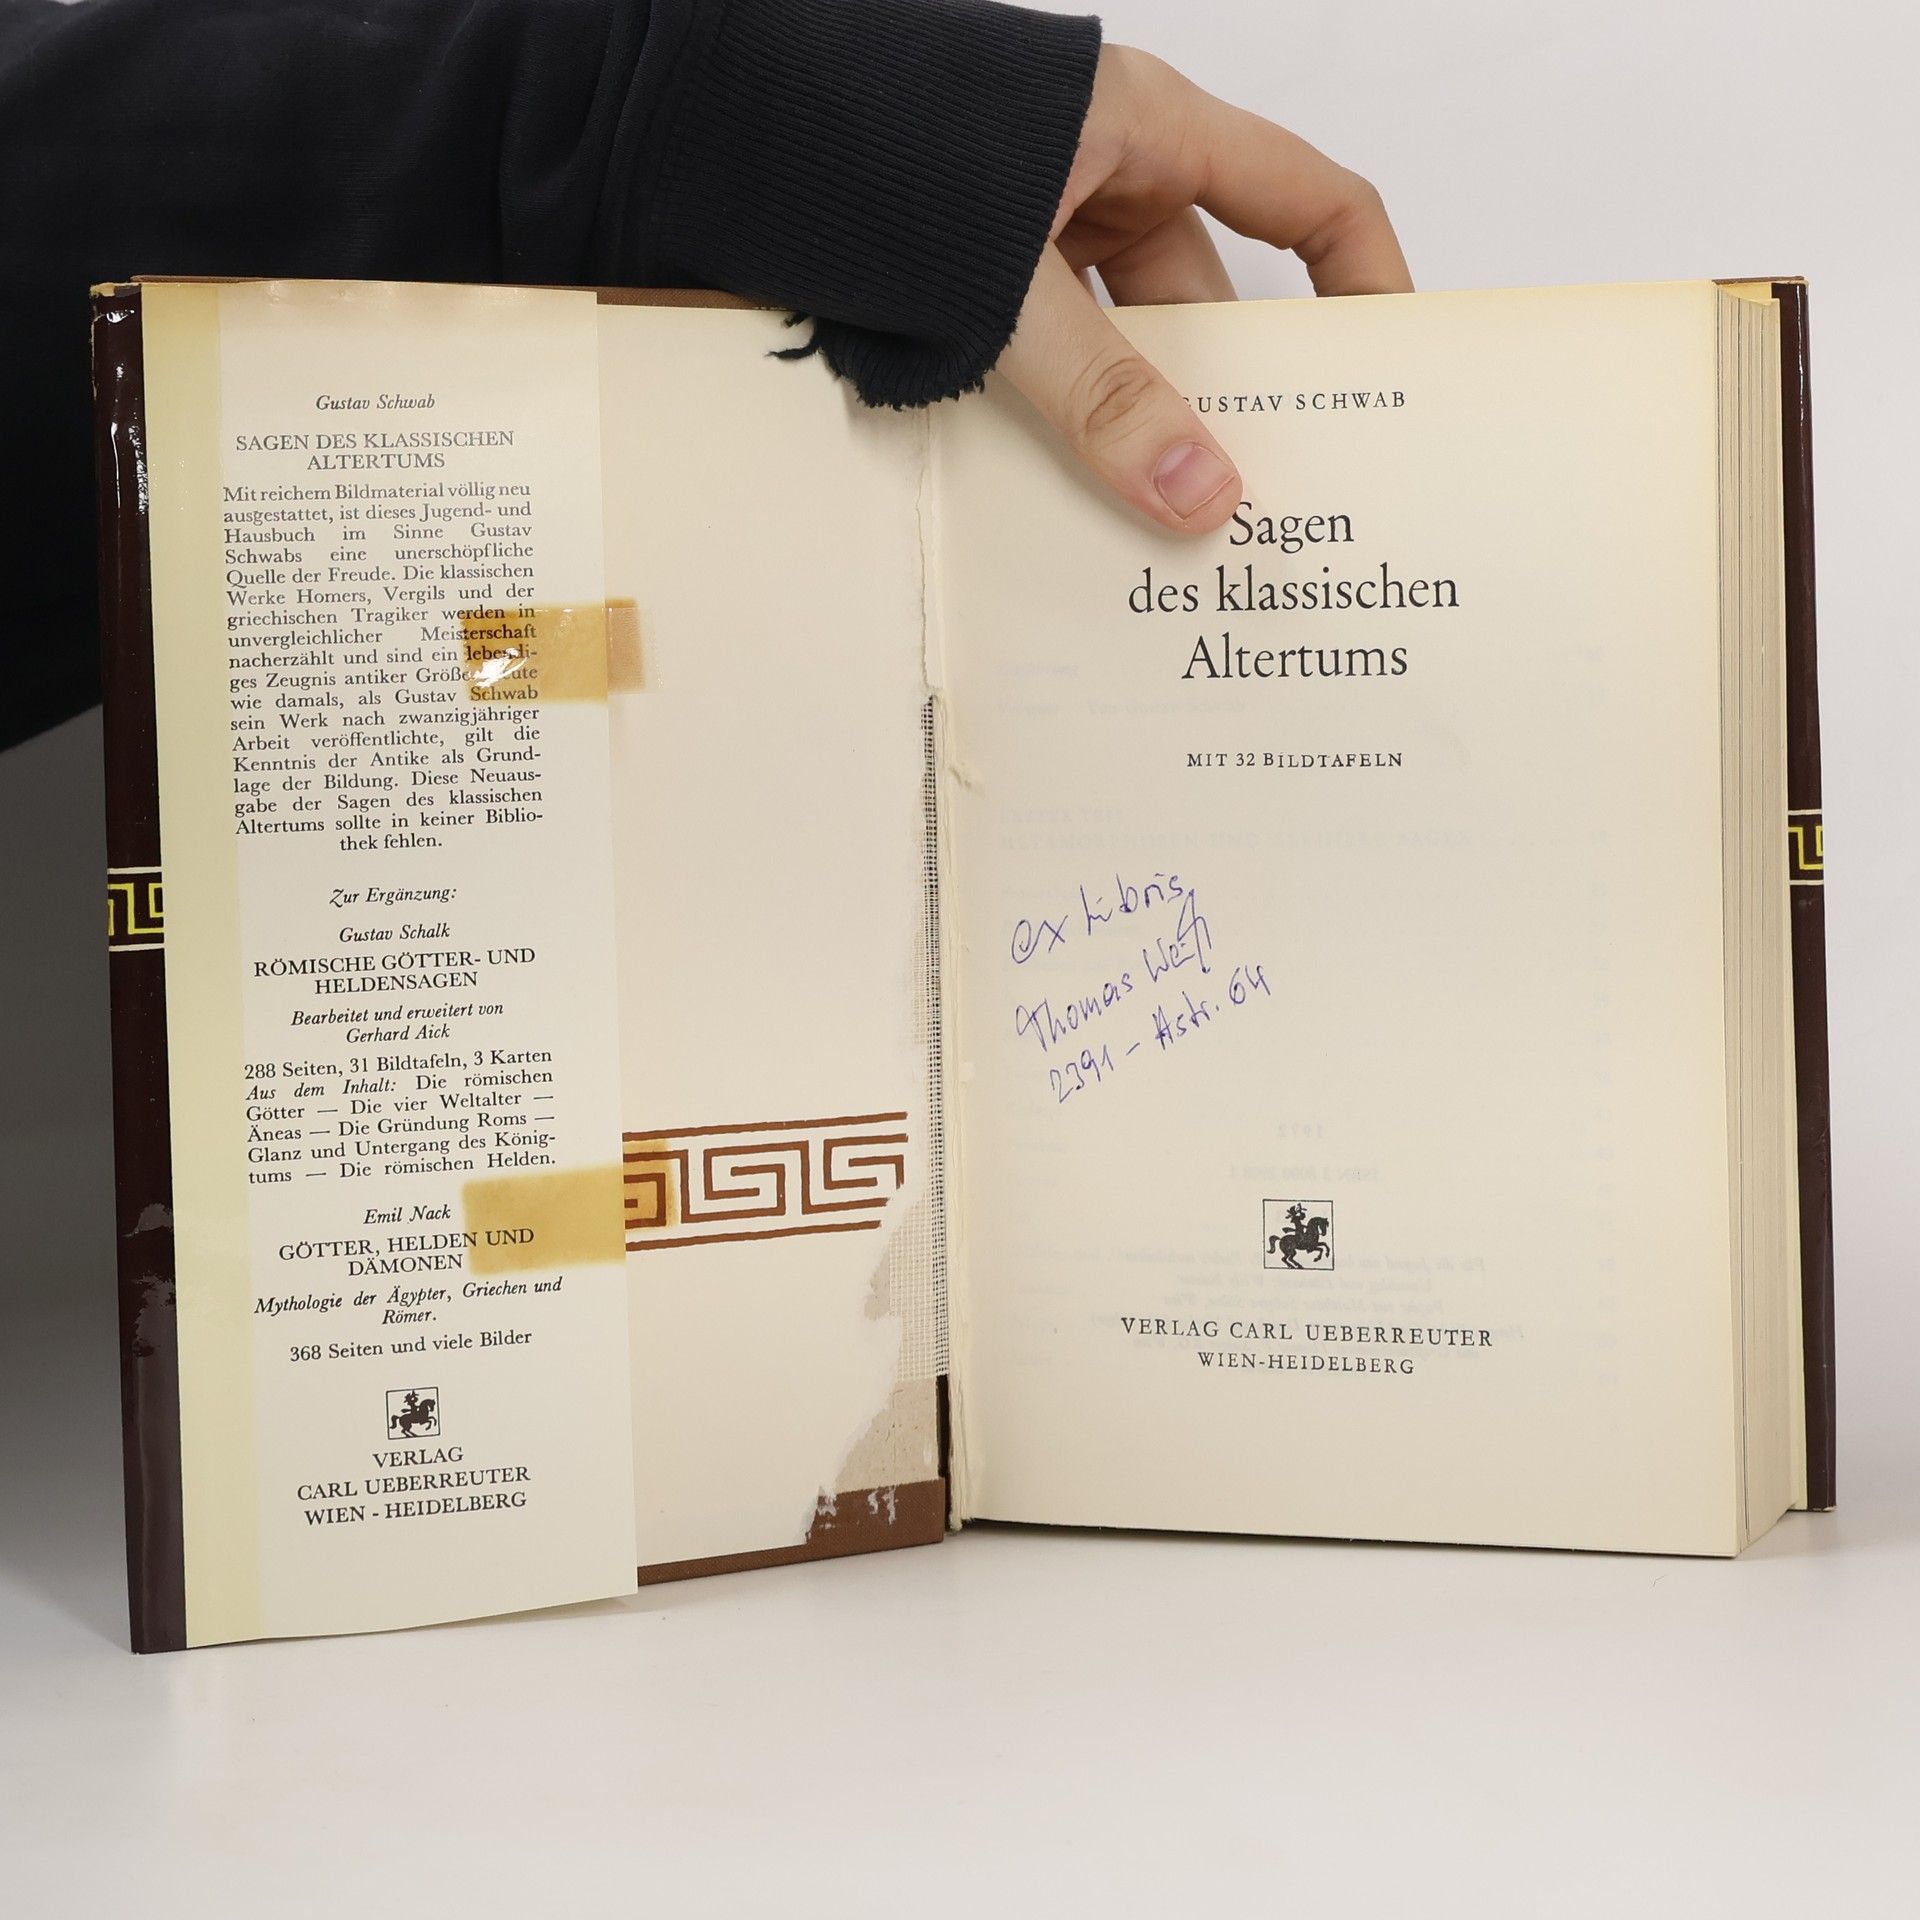 Gustav Schwab
SAGEN DES KLASSISCHEN
ALTERTUMS
Mit reichem Bildmaterial völlig neu
ausgestattet, ist dieses Jugend- und
Hausbuch im Sinne Gustav
Schwabs eine unerschöpfliche
Quelle der Freude. Die klassischen
Werke Homers, Vergils und der
griechischen Tragiker werden in
unvergleichlicher Meisterschaft
nacherzählt und sind ein lebendi-
ges Zeugnis antiker Größe
wie damals, als Gustav Schwab
sein Werk nach zwanzigjähriger
Arbeit veröffentlichte, gilt die
Kenntnis der Antike als Grund-
lage der Bildung. Diese Neuaus-
gabe der Sagen des klassischen
Altertums sollte in keiner Biblio-
thek fehlen.
Zur Ergänzung:
Gustav Schalk
RÖMISCHE GÖTTER- UND
HELDENSAGEN
Bearbeitet und erweitert von
Gerhard Aick
288 Seiten, 31 Bildtafeln, 3 Karten
Aus dem Inhalt: Die römischen
Götter — Die vier Weltalter —
Äneas — Die Gründung Roms —
Glanz und Untergang des König-
tums — Die römischen Helden.
Emil Nack
GÖTTER, HELDEN UND
DÄMONEN
Mythologie der Ägypter, Griechen und
Römer.
368 Seiten und viele Bilder
VERLAG
CARL UEBERREUTER
WIEN - HEIDELBERG
GUSTAV SCHWAB
Sagen
des klassischen
Altertums
MIT 32 BILDTAFELN
ex Libris
Thomas Weiß
2391 - Hstr. 64
VERLAG CARL UEBERREUTER
WIEN-HEIDELBERG